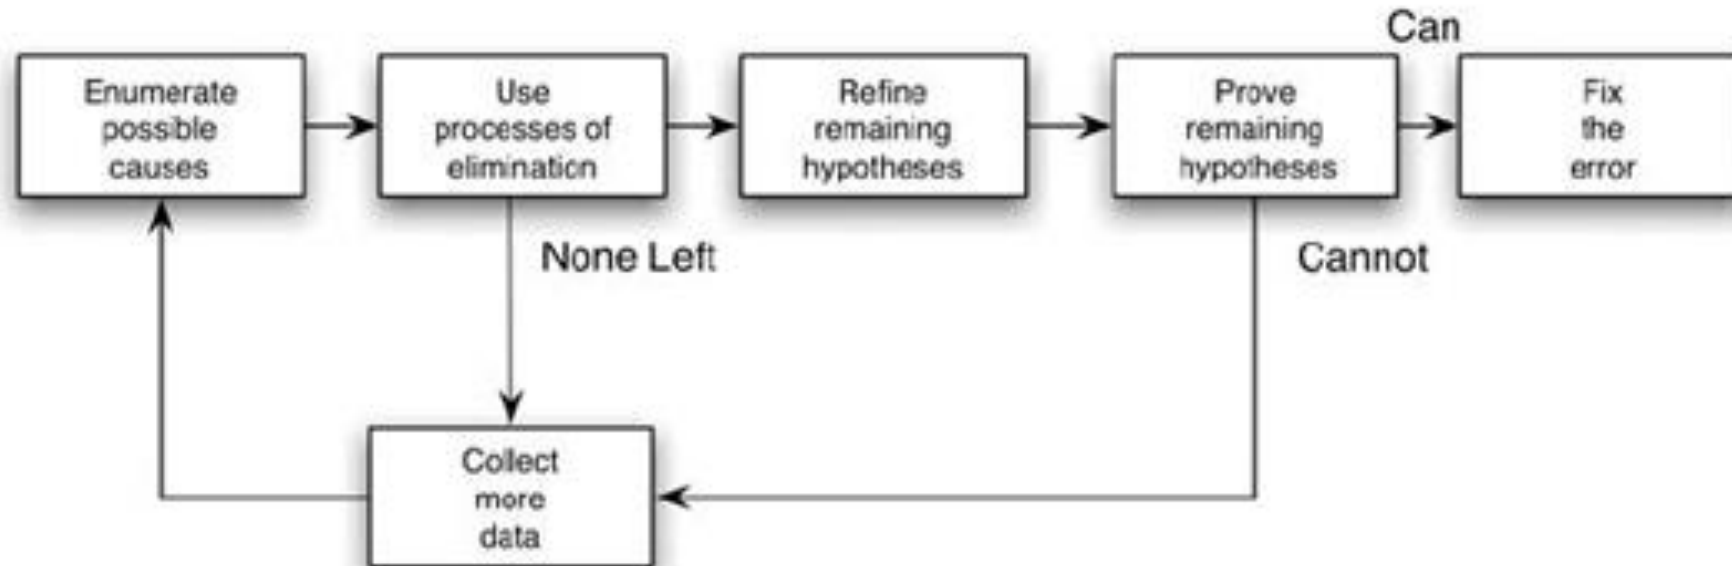 Can
Enumerate
possible
causes
Use
processes of
elimination
Refine
remaining
hypotheses
Prove
remaining
hypotheses
Fix
the
error
None Left
Cannot
Collect
more
data